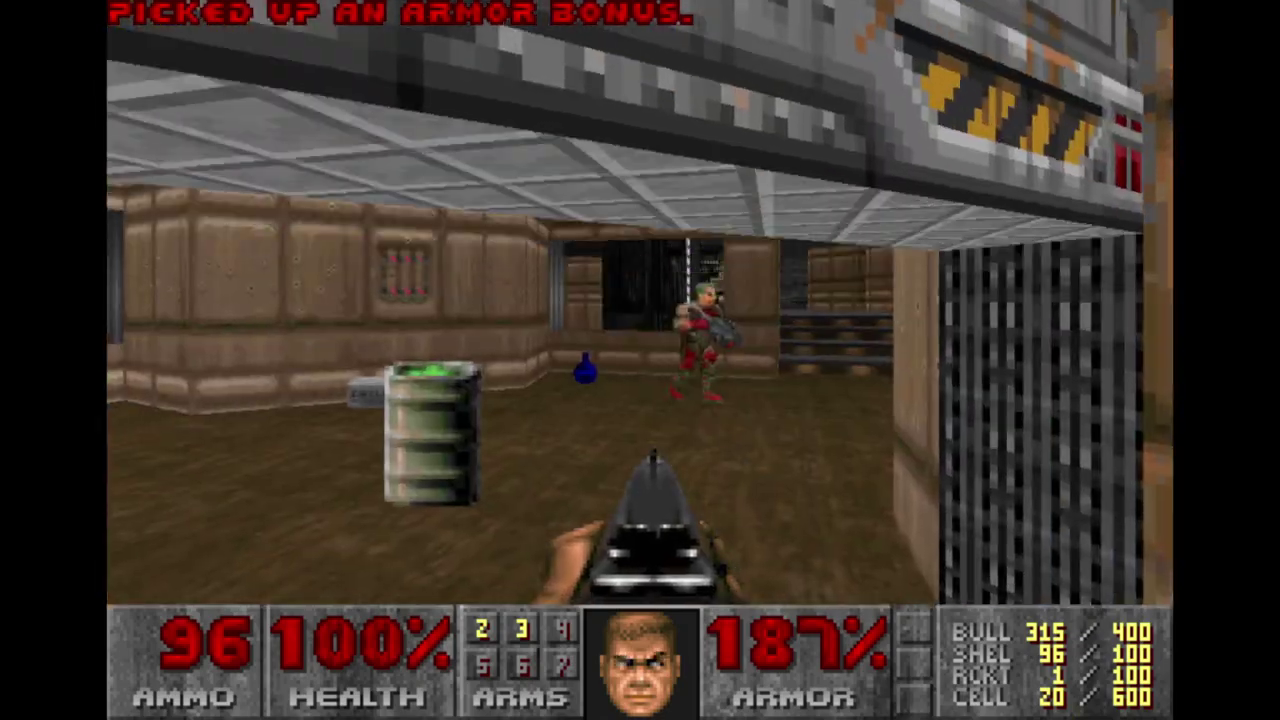 PICKED UP AN ARMOR BONUS.
96 100% 2 3 4 187% BULL 315 / 400
SHEL 96 / 100
5 6 7 RCKT 1 / 100
AMMO HEALTH ARMS ARMOR CELL 20 / 600